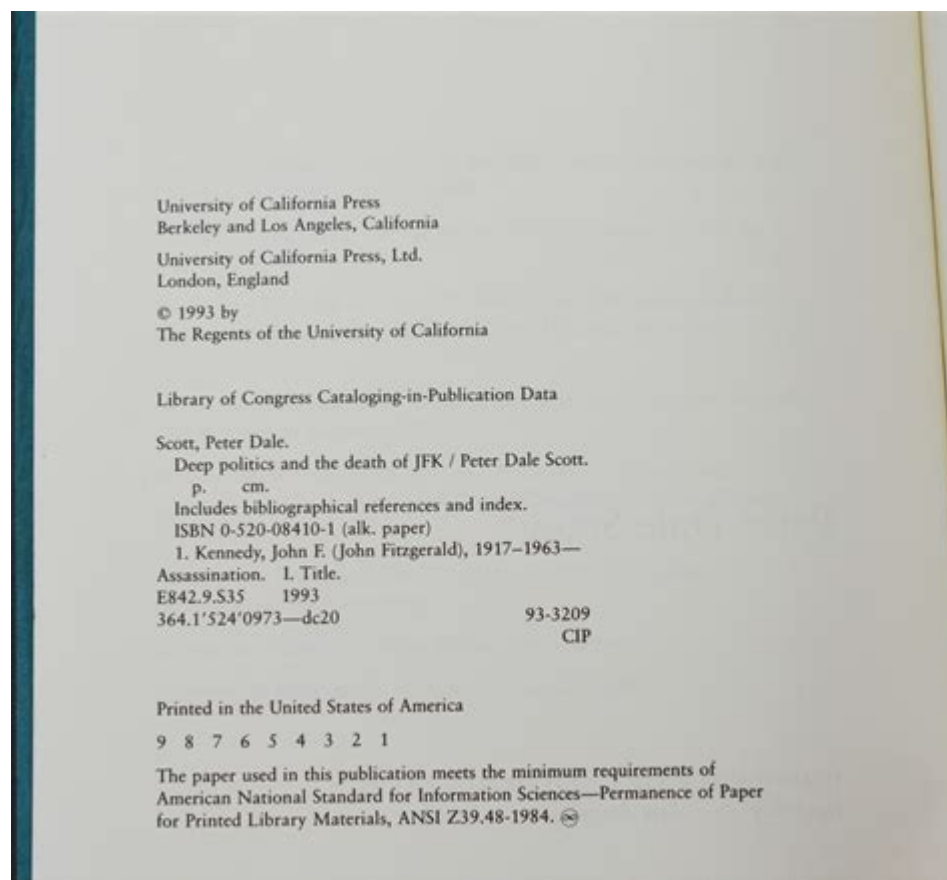 University of California Press
Berkeley and Los Angeles, California
University of California Press, Ltd.
London, England
© 1993 by
The Regents of the University of California
Library of Congress Cataloging-in-Publication Data
Scott, Peter Dale.
Deep politics and the death of JFK / Peter Dale Scott.
p. cm.
Includes bibliographical references and index.
ISBN 0-520-08410-1 (alk. paper)
1. Kennedy, John F. (John Fitzgerald), 1917–1963—
Assassination. I. Title.
E842.9.S35 1993
364.1'524'0973—dc20 93-3209
CIP
Printed in the United States of America
9 8 7 6 5 4 3 2 1
The paper used in this publication meets the minimum requirements of
American National Standard for Information Sciences—Permanence of Paper
for Printed Library Materials, ANSI Z39.48-1984. ♾